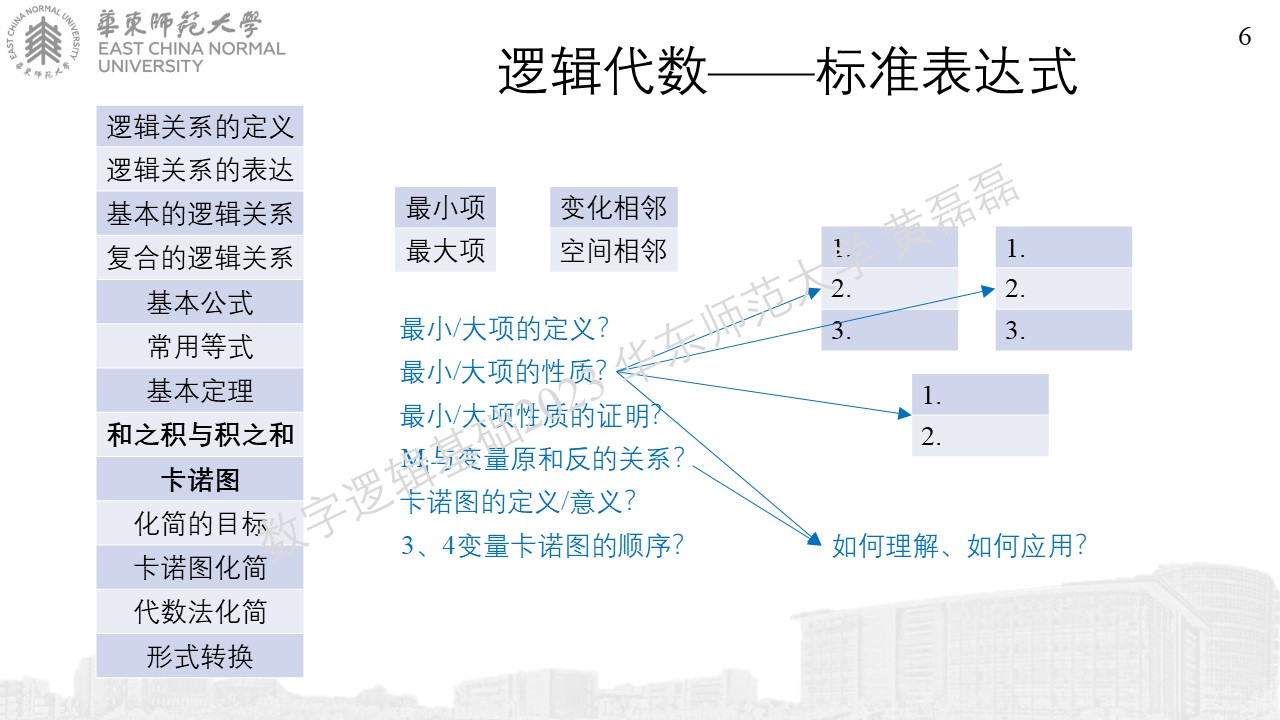 EAST CHINA NORMAL UNIVERSITY
華東師範大學
華東師範大學
EAST CHINA NORMAL
UNIVERSITY
6
逻辑代数——标准表达式
逻辑关系的定义
逻辑关系的表达
基本的逻辑关系
复合的逻辑关系
基本公式
常用等式
基本定理
和之积与积之和
卡诺图
化简的目标
卡诺图化简
代数法化简
形式转换
最小项
最大项
变化相邻
空间相邻
最小/大项的定义？
最小/大项的性质？
最小/大项性质的证明？
Mi与变量原和反的关系？
卡诺图的定义/意义？
3、4变量卡诺图的顺序？
1.
2.
3.
1.
2.
3.
1.
2.
如何理解、如何应用？
数字逻辑基础2023 华东师范大学 黄磊磊